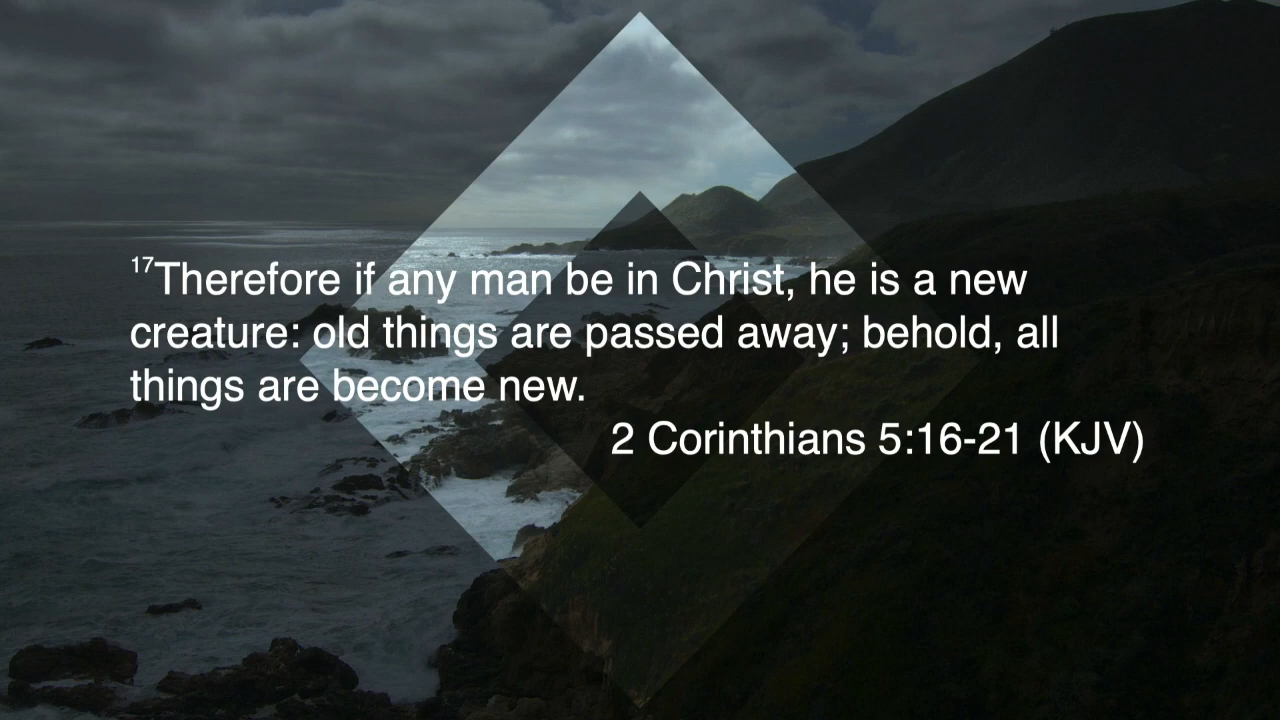 17Therefore if any man be in Christ, he is a new
creature: old things are passed away; behold, all
things are become new.
2 Corinthians 5:16-21 (KJV)